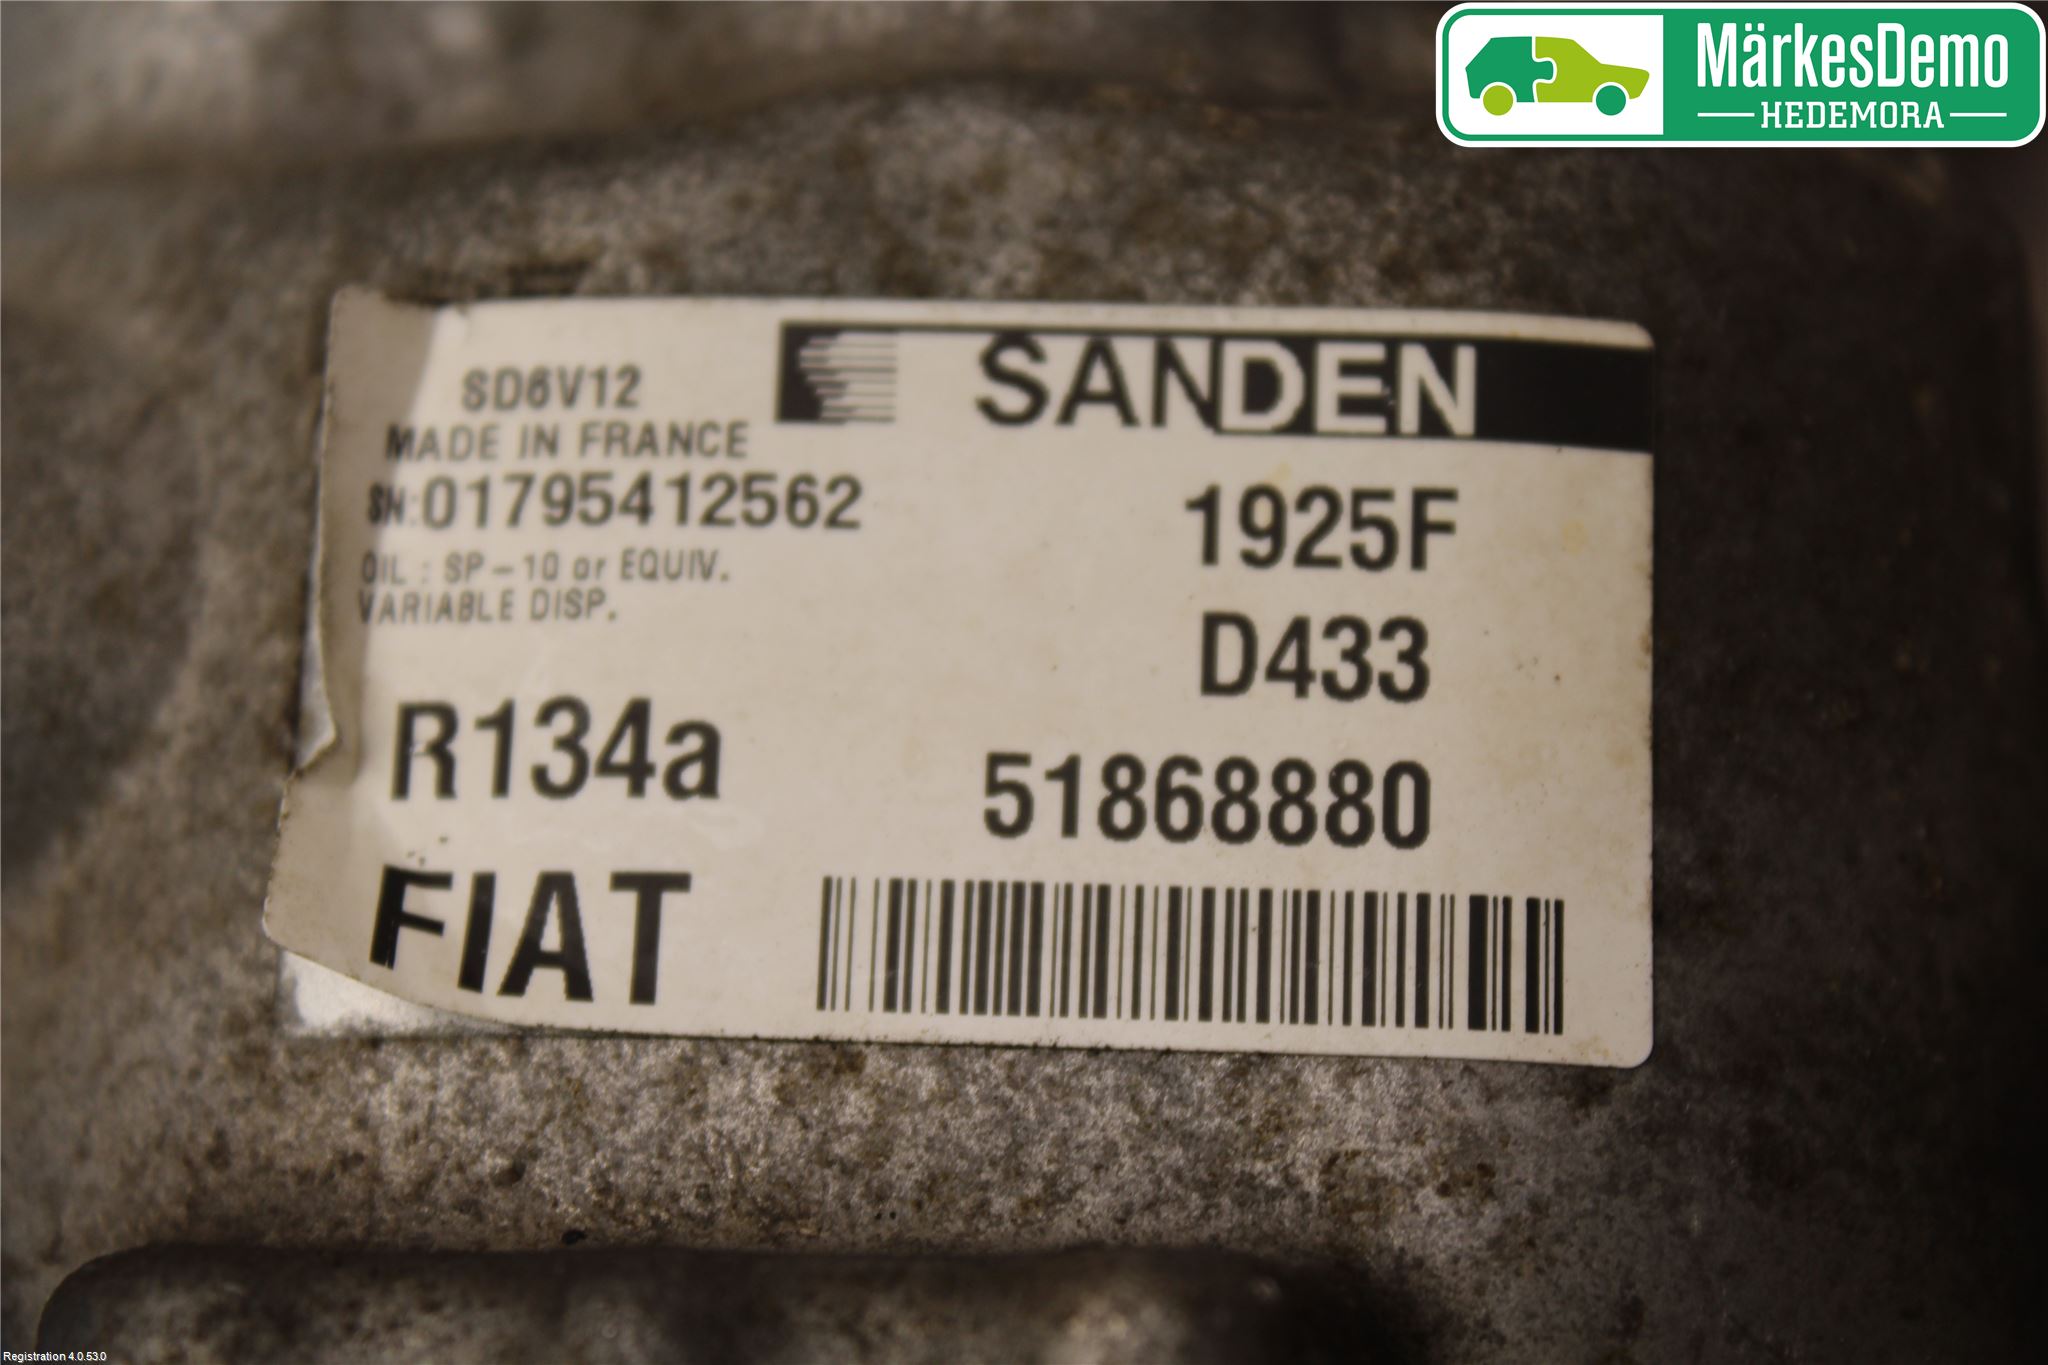 MärkesDemo
HEDEMORA
SD6V12
MADE IN FRANCE
SN:01795412562
OIL : SP-10 or EQUIV.
VARIABLE DISP.
R134a
FIAT
SANDEN
1925F
D433
51868880
Registration 4.0.53.0